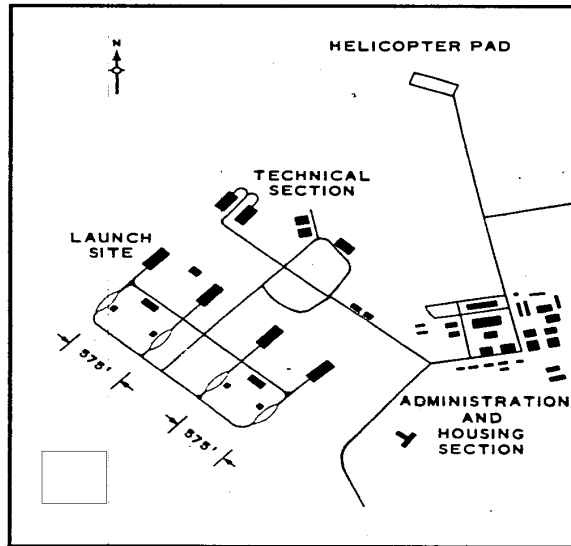 N
HELICOPTER PAD
TECHNICAL
SECTION
LAUNCH
SITE
575'
575'
ADMINISTRATION
AND
HOUSING
SECTION